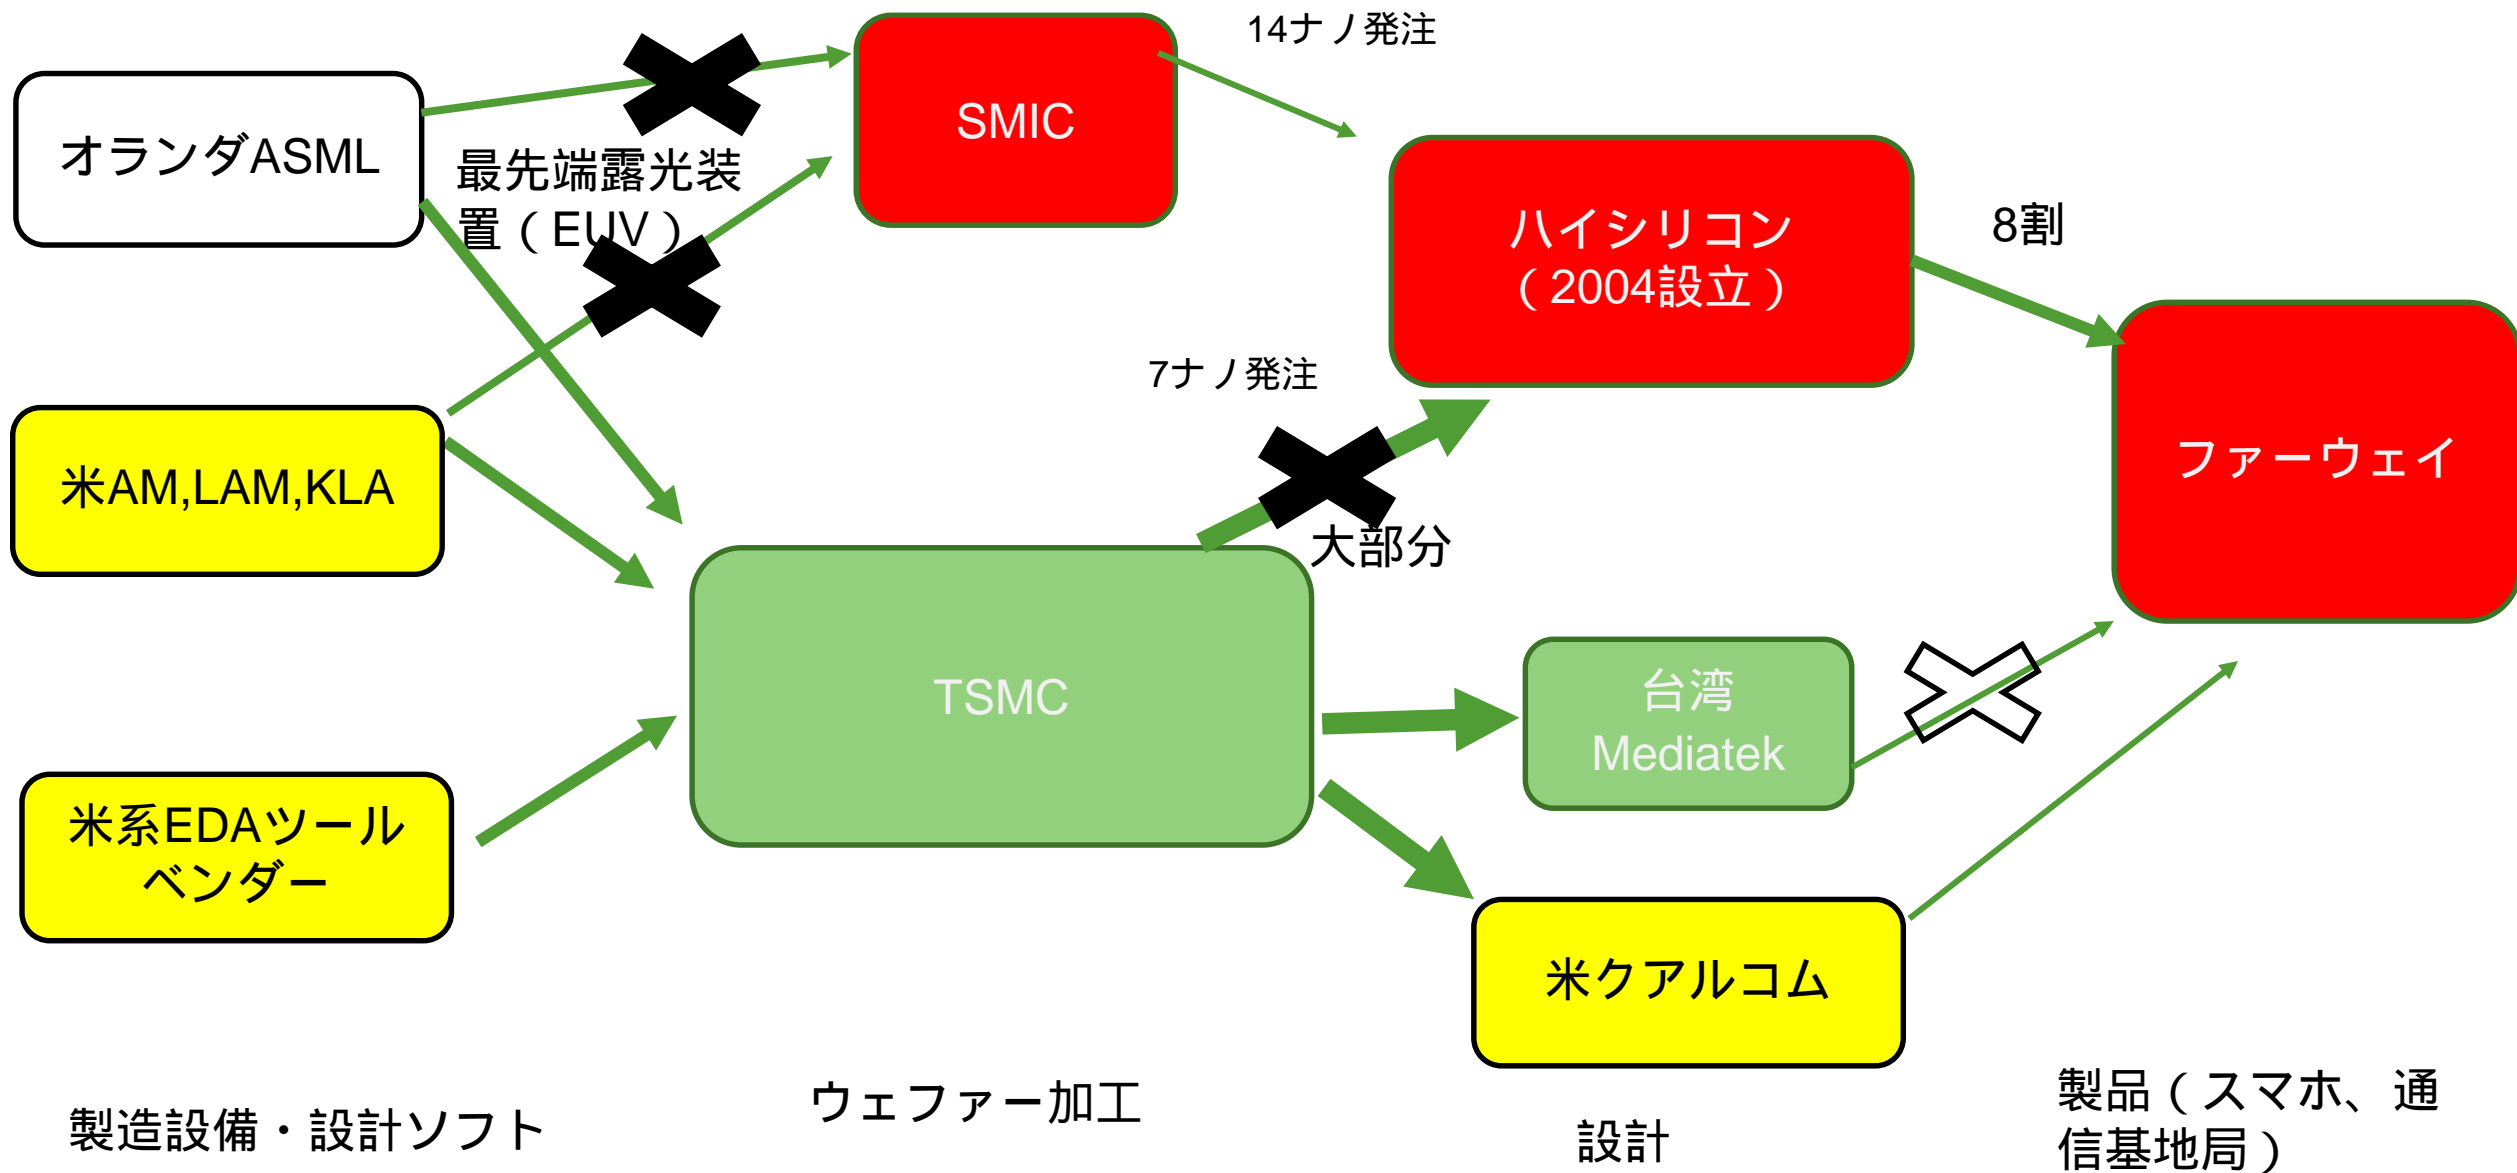 14ナノ発注
SMIC
オランダASML
最先端露光装
置（EUV）
ハイシリコン
（2004設立）
8割
7ナノ発注
ファーウェイ
米AM,LAM,KLA
大部分
TSMC
台湾
Mediatek
米系EDAツール
ベンダー
米クアルコム
製造設備・設計ソフト
ウェファー加工
設計
製品（スマホ、通
信基地局）